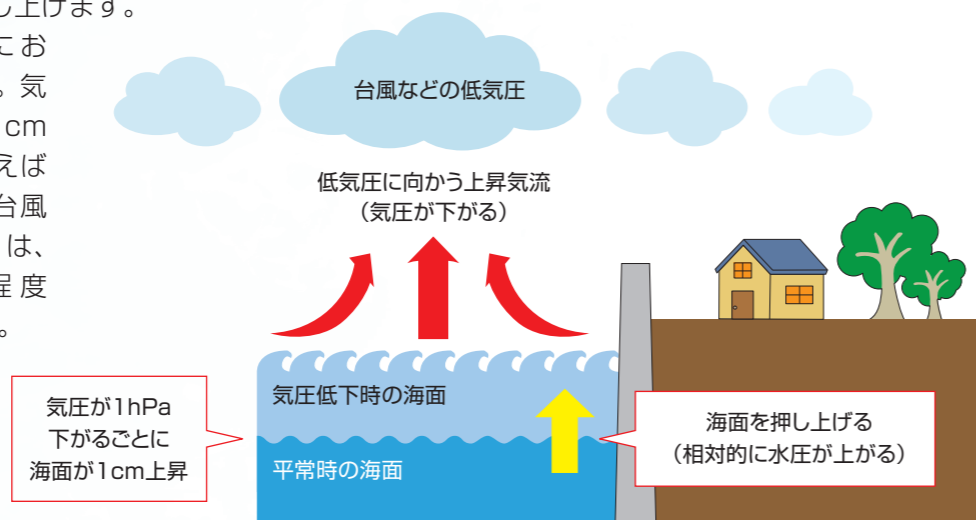 し上げます。
にお
。気
cm
えば
台風
は、
程度
。
台風などの低気圧
低気圧に向かう上昇気流
（気圧が下がる）
気圧低下時の海面
平常時の海面
気圧が1hPa
下がるごとに
海面が1cm上昇
海面を押し上げる
（相対的に水圧が上がる）